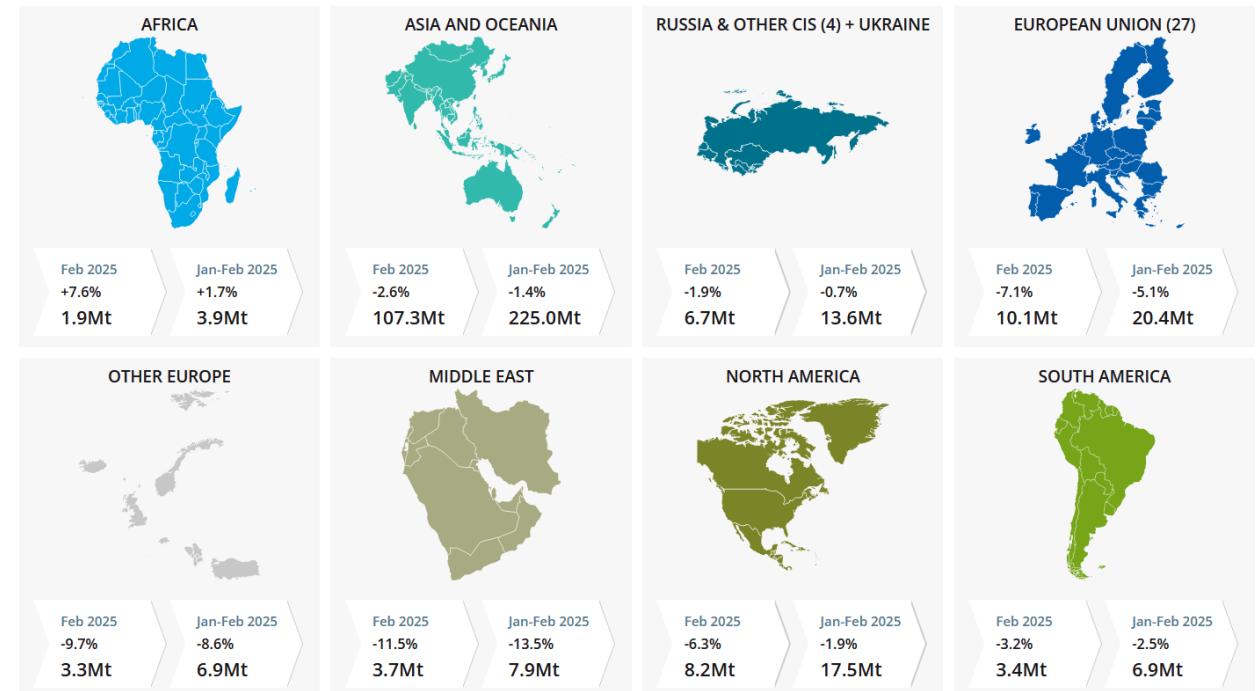 AFRICA
Feb 2025
+7.6%
1.9Mt
Jan-Feb 2025
+1.7%
3.9Mt
ASIA AND OCEANIA
Feb 2025
-2.6%
107.3Mt
Jan-Feb 2025
-1.4%
225.0Mt
RUSSIA & OTHER CIS (4) + UKRAINE
Feb 2025
-1.9%
6.7Mt
Jan-Feb 2025
-0.7%
13.6Mt
EUROPEAN UNION (27)
Feb 2025
-7.1%
10.1Mt
Jan-Feb 2025
-5.1%
20.4Mt
OTHER EUROPE
Feb 2025
-9.7%
3.3Mt
Jan-Feb 2025
-8.6%
6.9Mt
MIDDLE EAST
Feb 2025
-11.5%
3.7Mt
Jan-Feb 2025
-13.5%
7.9Mt
NORTH AMERICA
Feb 2025
-6.3%
8.2Mt
Jan-Feb 2025
-1.9%
17.5Mt
SOUTH AMERICA
Feb 2025
-3.2%
3.4Mt
Jan-Feb 2025
-2.5%
6.9Mt